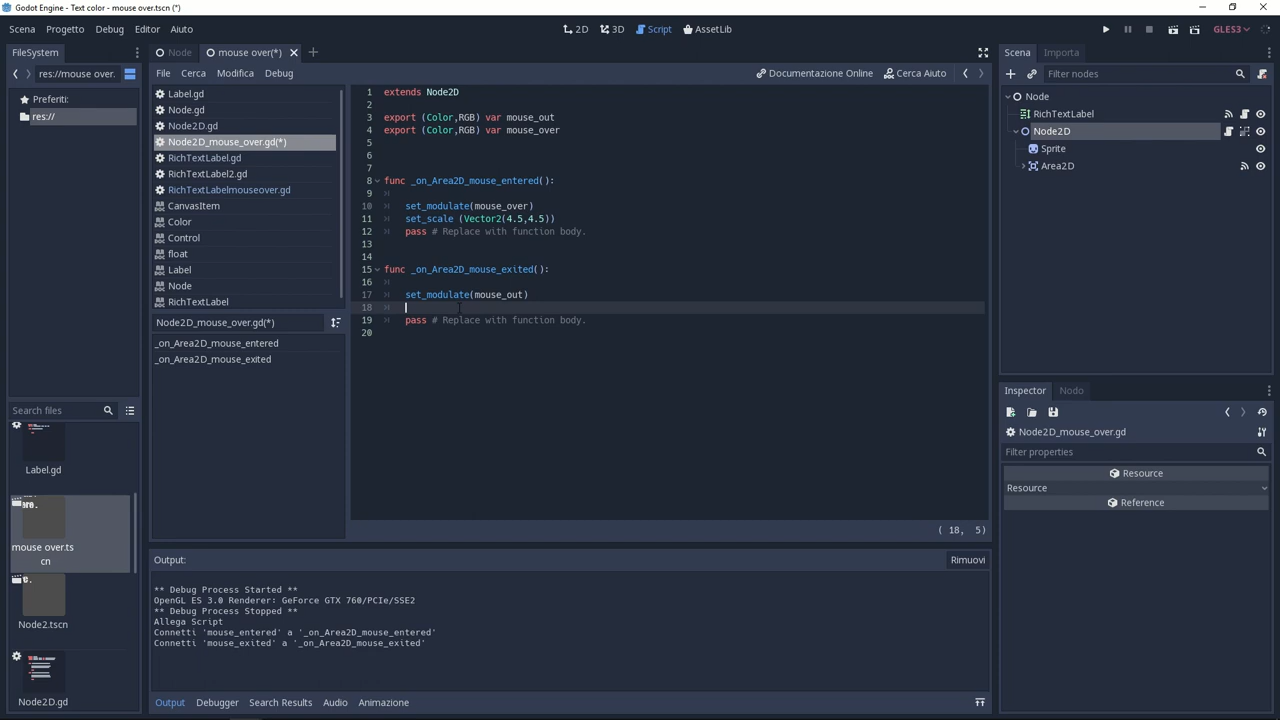 Godot Engine - Text color - mouse over.tscn (*)
Scena Progetto Debug Editor Aiuto
2D 3D Script AssetLib
GLES3
FileSystem
res://mouse over.
Preferiti:
res://
Search files
Label.gd
mouse over.ts
cn
Node2.tscn
Node2D.gd
Node mouse over(*)
File Cerca Modifica Debug
Documentazione Online Cerca Aiuto
Label.gd
Node.gd
Node2D.gd
Node2D_mouse_over.gd(*)
RichTextLabel.gd
RichTextLabel2.gd
RichTextLabelmouseover.gd
CanvasItem
Color
Control
float
Label
Node
RichTextLabel
Node2D_mouse_over.gd(*)
_on_Area2D_mouse_entered
_on_Area2D_mouse_exited
1 extends Node2D
2
3 export (Color,RGB) var mouse_out
4 export (Color,RGB) var mouse_over
5
6
7
8 func _on_Area2D_mouse_entered():
9
10 set_modulate(mouse_over)
11 set_scale (Vector2(4.5,4.5))
12 pass # Replace with function body.
13
14
15 func _on_Area2D_mouse_exited():
16
17 set_modulate(mouse_out)
18
19 pass # Replace with function body.
20
( 18, 5)
Output: Rimuovi
** Debug Process Started **
OpenGL ES 3.0 Renderer: GeForce GTX 760/PCIe/SSE2
** Debug Process Stopped **
Allega Script
Connetti 'mouse_entered' a '_on_Area2D_mouse_entered'
Connetti 'mouse_exited' a '_on_Area2D_mouse_exited'
Output Debugger Search Results Audio Animazione
Scena Importa
Filter nodes
Node
RichTextLabel
Node2D
Sprite
Area2D
Inspector Nodo
Node2D_mouse_over.gd
Filter properties
Resource
Resource
Reference